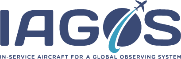 IAGOS
IN-SERVICE AIRCRAFT FOR A GLOBAL OBSERVING SYSTEM